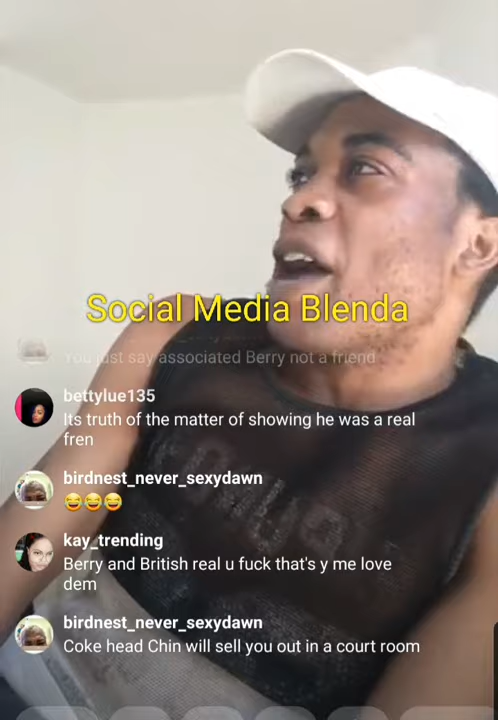 Social Media Blenda
You just say associated Berry not a friend
bettylue135
Its truth of the matter of showing he was a real
fren
birdnest_never_sexydawn
😂😂😂
kay_trending
Berry and British real u fuck that's y me love
dem
birdnest_never_sexydawn
Coke head Chin will sell you out in a court room